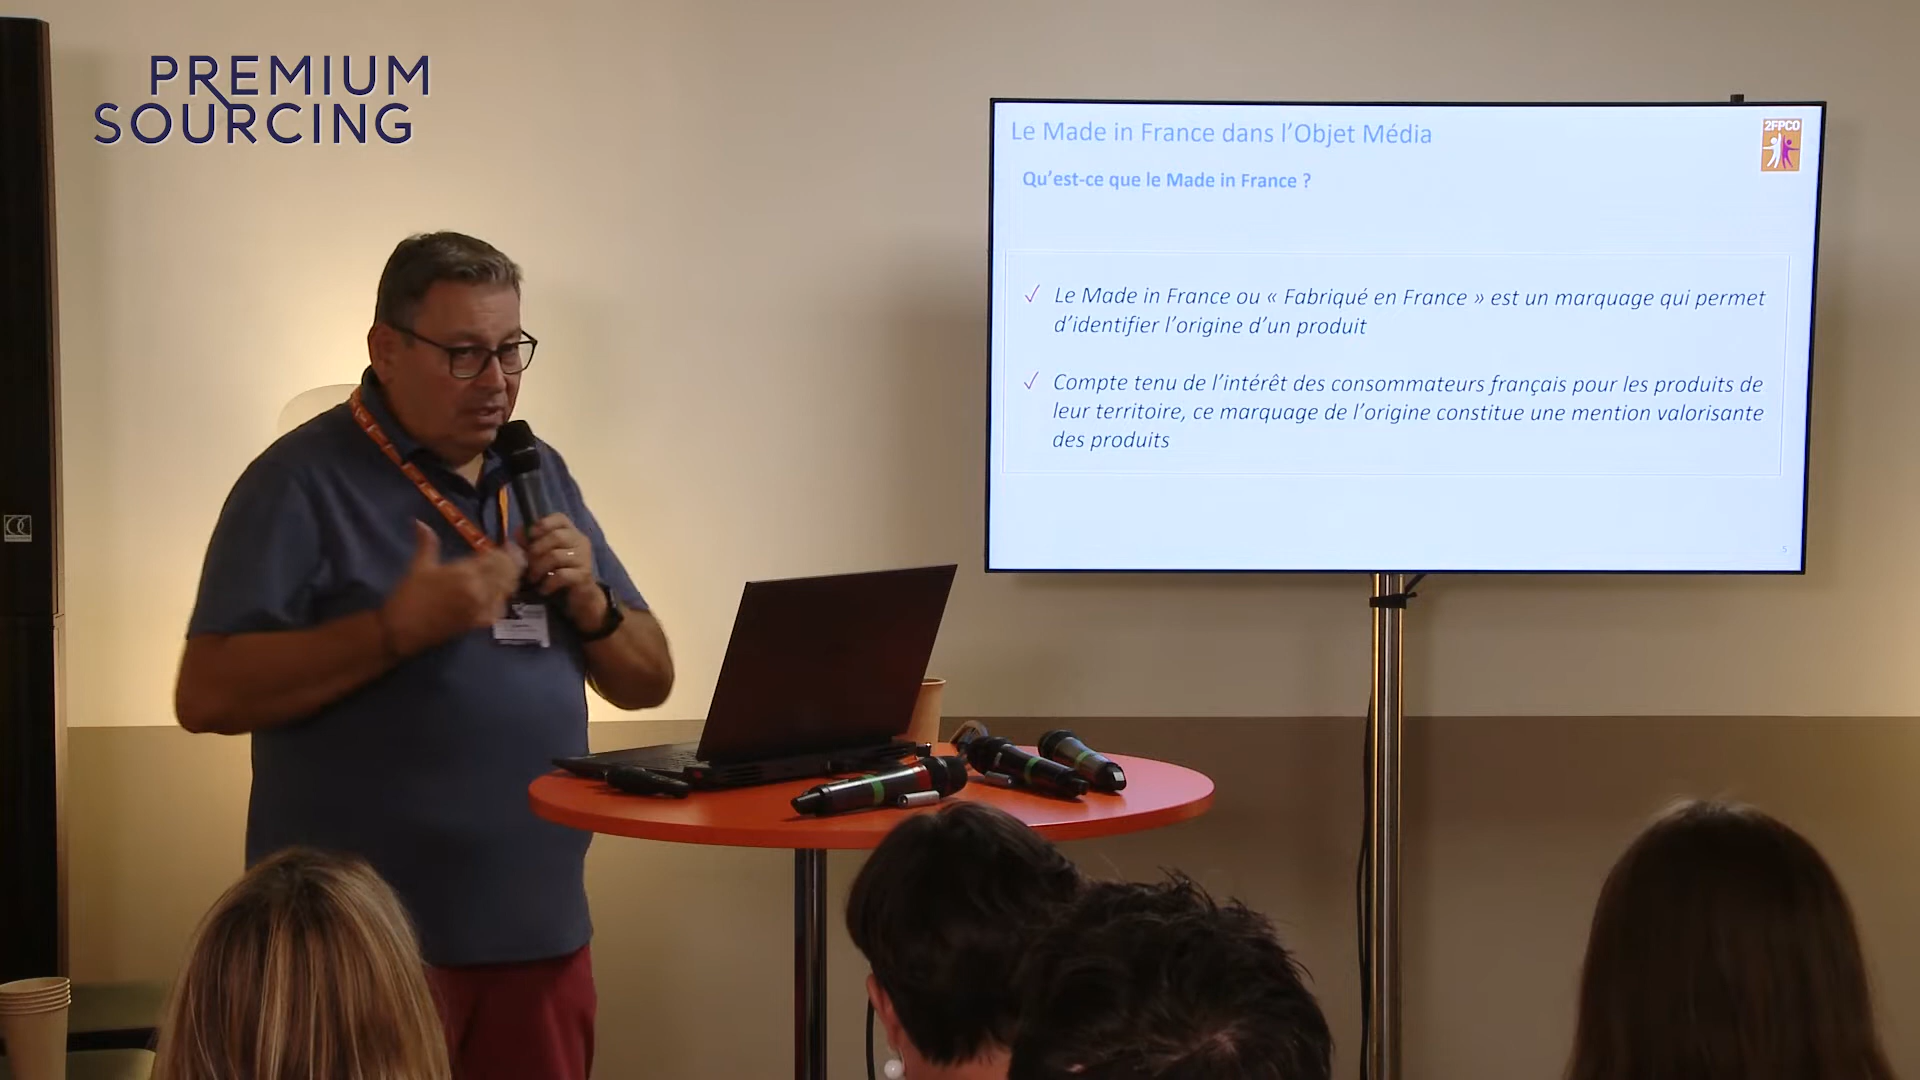 PREMIUM
SOURCING
Le Made in France dans l’Objet Média
2FPCO
Qu’est-ce que le Made in France ?
✓ Le Made in France ou « Fabriqué en France » est un marquage qui permet
d’identifier l’origine d’un produit
✓ Compte tenu de l’intérêt des consommateurs français pour les produits de
leur territoire, ce marquage de l’origine constitue une mention valorisante
des produits
5